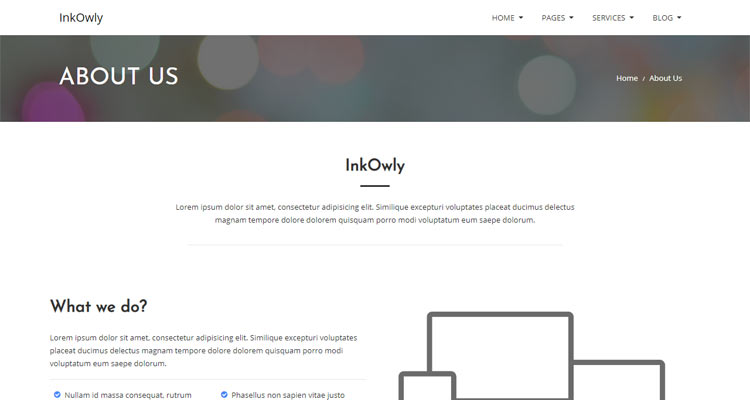 InkOwly HOME PAGES SERVICES BLOG
ABOUT US Home / About Us
InkOwly
Lorem ipsum dolor sit amet, consectetur adipisicing elit. Similique excepturi voluptates placeat ducimus delectus
magnam tempore dolore dolorem quisquam porro modi voluptatum eum saepe dolorum.
What we do?
Lorem ipsum dolor sit amet, consectetur adipisicing elit. Similique excepturi voluptates
placeat ducimus delectus magnam tempore dolore dolorem quisquam porro modi
voluptatum eum saepe dolorum.
Nullam id massa consequat, rutrum Phasellus non sapien vitae justo